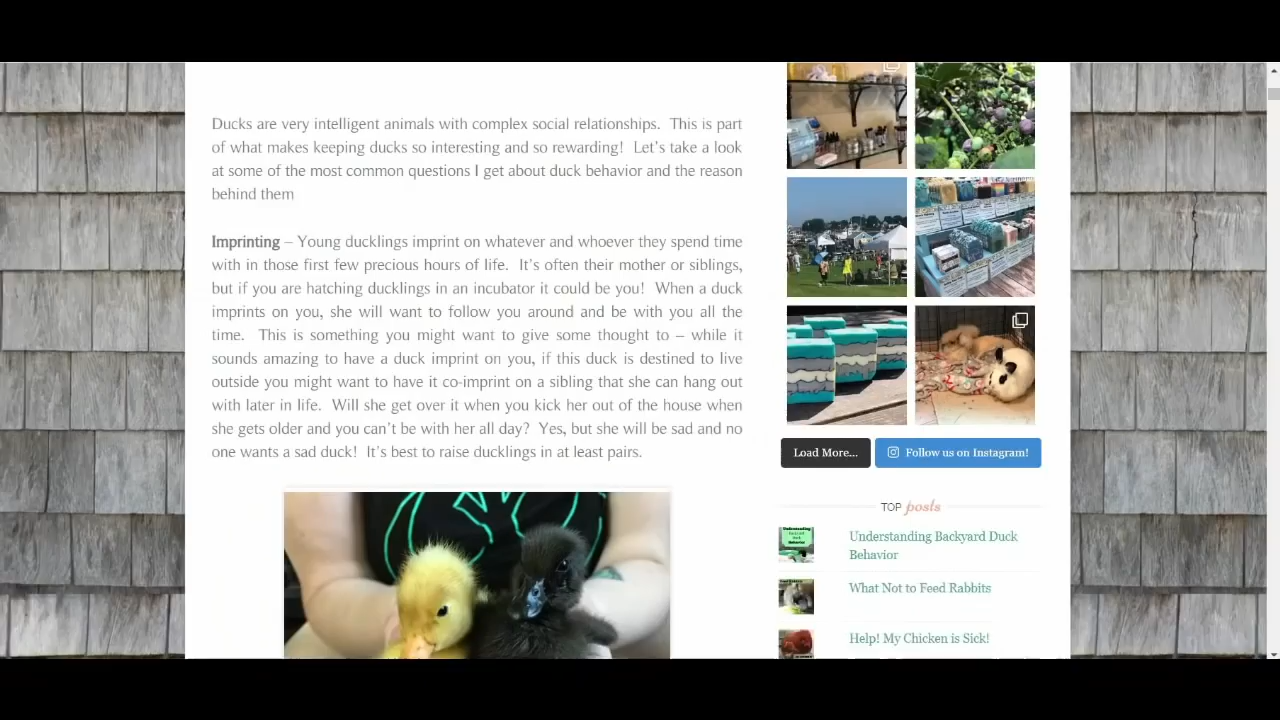 Ducks are very intelligent animals with complex social relationships. This is part
of what makes keeping ducks so interesting and so rewarding! Let's take a look
at some of the most common questions I get about duck behavior and the reason
behind them
Imprinting – Young ducklings imprint on whatever and whoever they spend time
with in those first few precious hours of life. It's often their mother or siblings,
but if you are hatching ducklings in an incubator it could be you! When a duck
imprints on you, she will want to follow you around and be with you all the
time. This is something you might want to give some thought to – while it
sounds amazing to have a duck imprint on you, if this duck is destined to live
outside you might want to have it co-imprint on a sibling that she can hang out
with later in life. Will she get over it when you kick her out of the house when
she gets older and you can't be with her all day? Yes, but she will be sad and no
one wants a sad duck! It's best to raise ducklings in at least pairs.
Load More...
Follow us on Instagram!
TOP posts
Understanding Backyard Duck
Behavior
What Not to Feed Rabbits
Help! My Chicken is Sick!